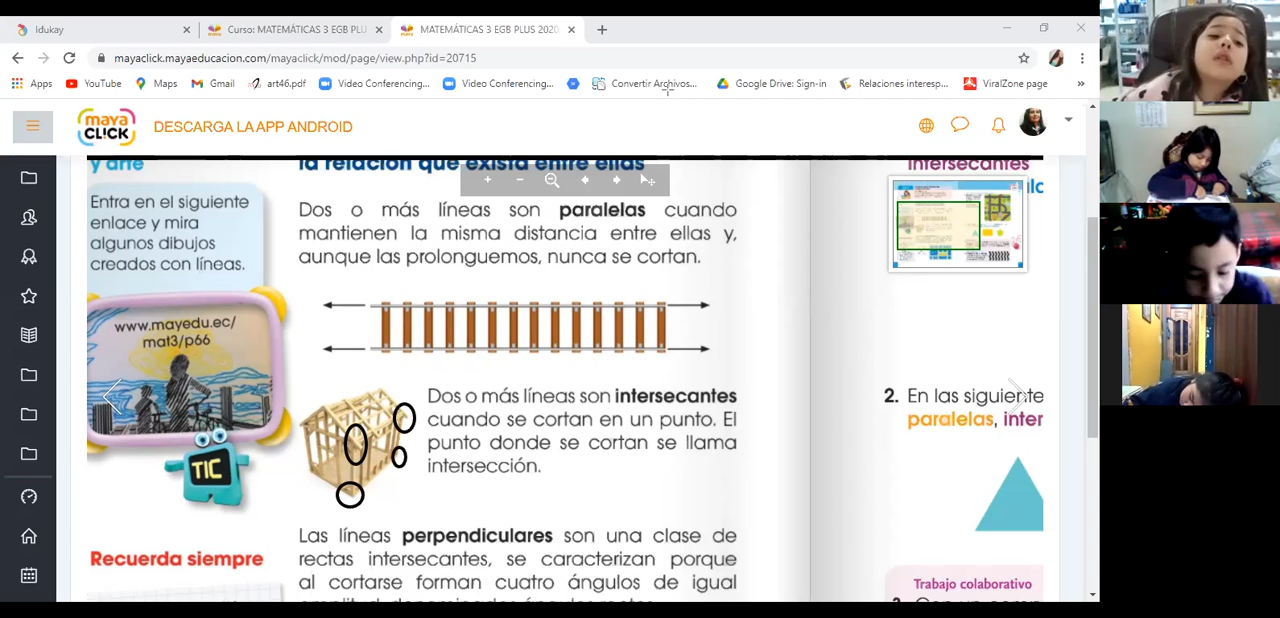 Idukay
Curso: MATEMÁTICAS 3 EGB PLUS
MATEMÁTICAS 3 EGB PLUS 2020
mayaclick.mayaeducacion.com/mayaclick/mod/page/view.php?id=20715
Apps
YouTube
Maps
Gmail
art46.pdf
Video Conferencing...
Video Conferencing...
Convertir Archivos...
Google Drive: Sign-in
Relaciones interesp...
ViralZone page
maya
CLICK
DESCARGA LA APP ANDROID
y arte
la relación que exista entre ellas
intersecantes
Entra en el siguiente
enlace y mira
algunos dibujos
creados con líneas.
www.mayedu.ec/
mat3/p66
TIC
Recuerda siempre
Dos o más líneas son paralelas cuando
mantienen la misma distancia entre ellas y,
aunque las prolonguemos, nunca se cortan.
Dos o más líneas son intersecantes
cuando se cortan en un punto. El
punto donde se cortan se llama
intersección.
Las líneas perpendiculares son una clase de
rectas intersecantes, se caracterizan porque
al cortarse forman cuatro ángulos de igual
2. En las siguiente
paralelas, inter
Trabajo colaborativo